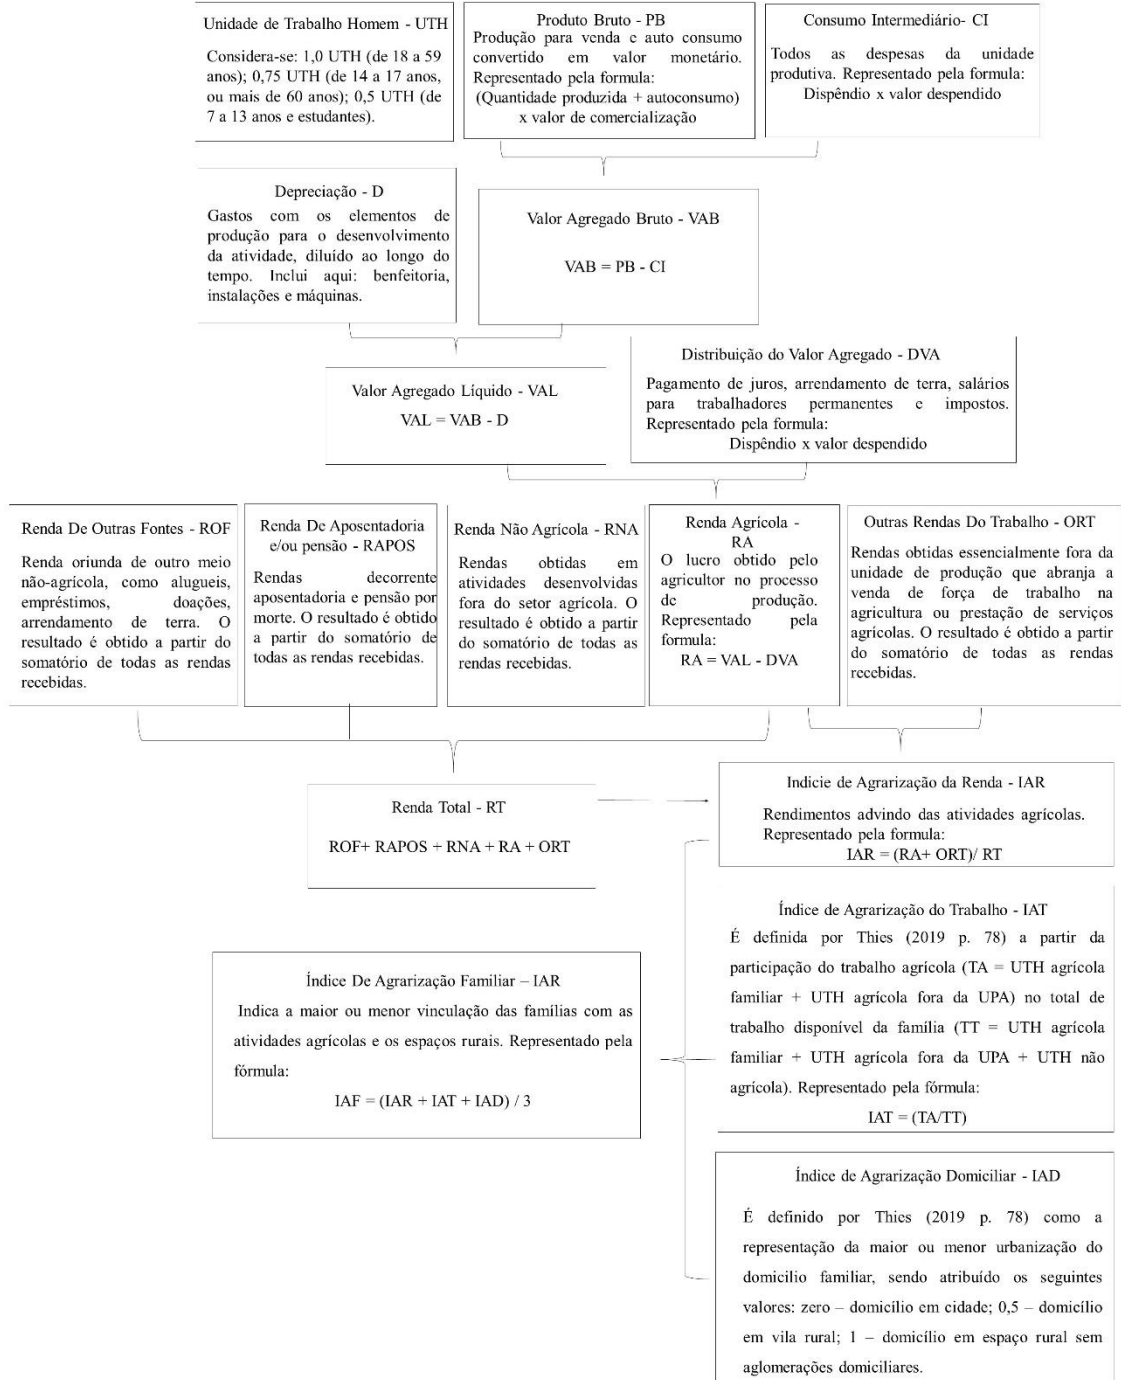 Unidade de Trabalho Homem - UTH
Considera-se: 1,0 UTH (de 18 a 59
anos); 0,75 UTH (de 14 a 17 anos,
ou mais de 60 anos); 0,5 UTH (de
7 a 13 anos e estudantes).
Produto Bruto - PB
Produção para venda e auto consumo
convertido em valor monetário.
Representado pela formula:
(Quantidade produzida + autoconsumo)
x valor de comercialização
Consumo Intermediário- CI
Todos as despesas da unidade
produtiva. Representado pela formula:
Dispêndio x valor despendido
Depreciação - D
Gastos com os elementos de
produção para o desenvolvimento
da atividade, diluído ao longo do
tempo. Inclui aqui: benfeitoria,
instalações e máquinas.
Valor Agregado Bruto - VAB
VAB = PB - CI
Valor Agregado Líquido - VAL
VAL = VAB - D
Distribuição do Valor Agregado - DVA
Pagamento de juros, arrendamento de terra, salários
para trabalhadores permanentes e impostos.
Representado pela formula:
Dispêndio x valor despendido
Renda De Outras Fontes - ROF
Renda oriunda de outro meio
não-agrícola, como alugueis,
empréstimos, doações,
arrendamento de terra. O
resultado é obtido a partir do
somatório de todas as rendas
recebidas.
Renda De Aposentadoria
e/ou pensão - RAPOS
Rendas decorrente
aposentadoria e pensão por
morte. O resultado é obtido
a partir do somatório de
todas as rendas recebidas.
Renda Não Agrícola - RNA
Rendas obtidas em
atividades desenvolvidas
fora do setor agrícola. O
resultado é obtido a partir
do somatório de todas as
rendas recebidas.
Renda Agrícola -
RA
O lucro obtido pelo
agricultor no processo
de produção.
Representado pela
formula:
RA = VAL - DVA
Outras Rendas Do Trabalho - ORT
Rendas obtidas essencialmente fora da
unidade de produção que abranja a
venda de força de trabalho na
agricultura ou prestação de serviços
agrícolas. O resultado é obtido a partir
do somatório de todas as rendas
recebidas.
Renda Total - RT
ROF+ RAPOS + RNA + RA + ORT
Indicie de Agrarização da Renda - IAR
Rendimentos advindo das atividades agrícolas.
Representado pela formula:
IAR = (RA+ ORT)/ RT
Índice De Agrarização Familiar – IAR
Indica a maior ou menor vinculação das famílias com as
atividades agrícolas e os espaços rurais. Representado pela
fórmula:
IAF = (IAR + IAT + IAD) / 3
Índice de Agrarização do Trabalho - IAT
É definida por Thies (2019 p. 78) a partir da
participação do trabalho agrícola (TA = UTH agrícola
familiar + UTH agrícola fora da UPA) no total de
trabalho disponível da família (TT = UTH agrícola
familiar + UTH agrícola fora da UPA + UTH não
agrícola). Representado pela fórmula:
IAT = (TA/TT)
Índice de Agrarização Domiciliar - IAD
É definido por Thies (2019 p. 78) como a
representação da maior ou menor urbanização do
domicilio familiar, sendo atribuído os seguintes
valores: zero – domicílio em cidade; 0,5 – domicílio
em vila rural; 1 – domicílio em espaço rural sem
aglomerações domiciliares.